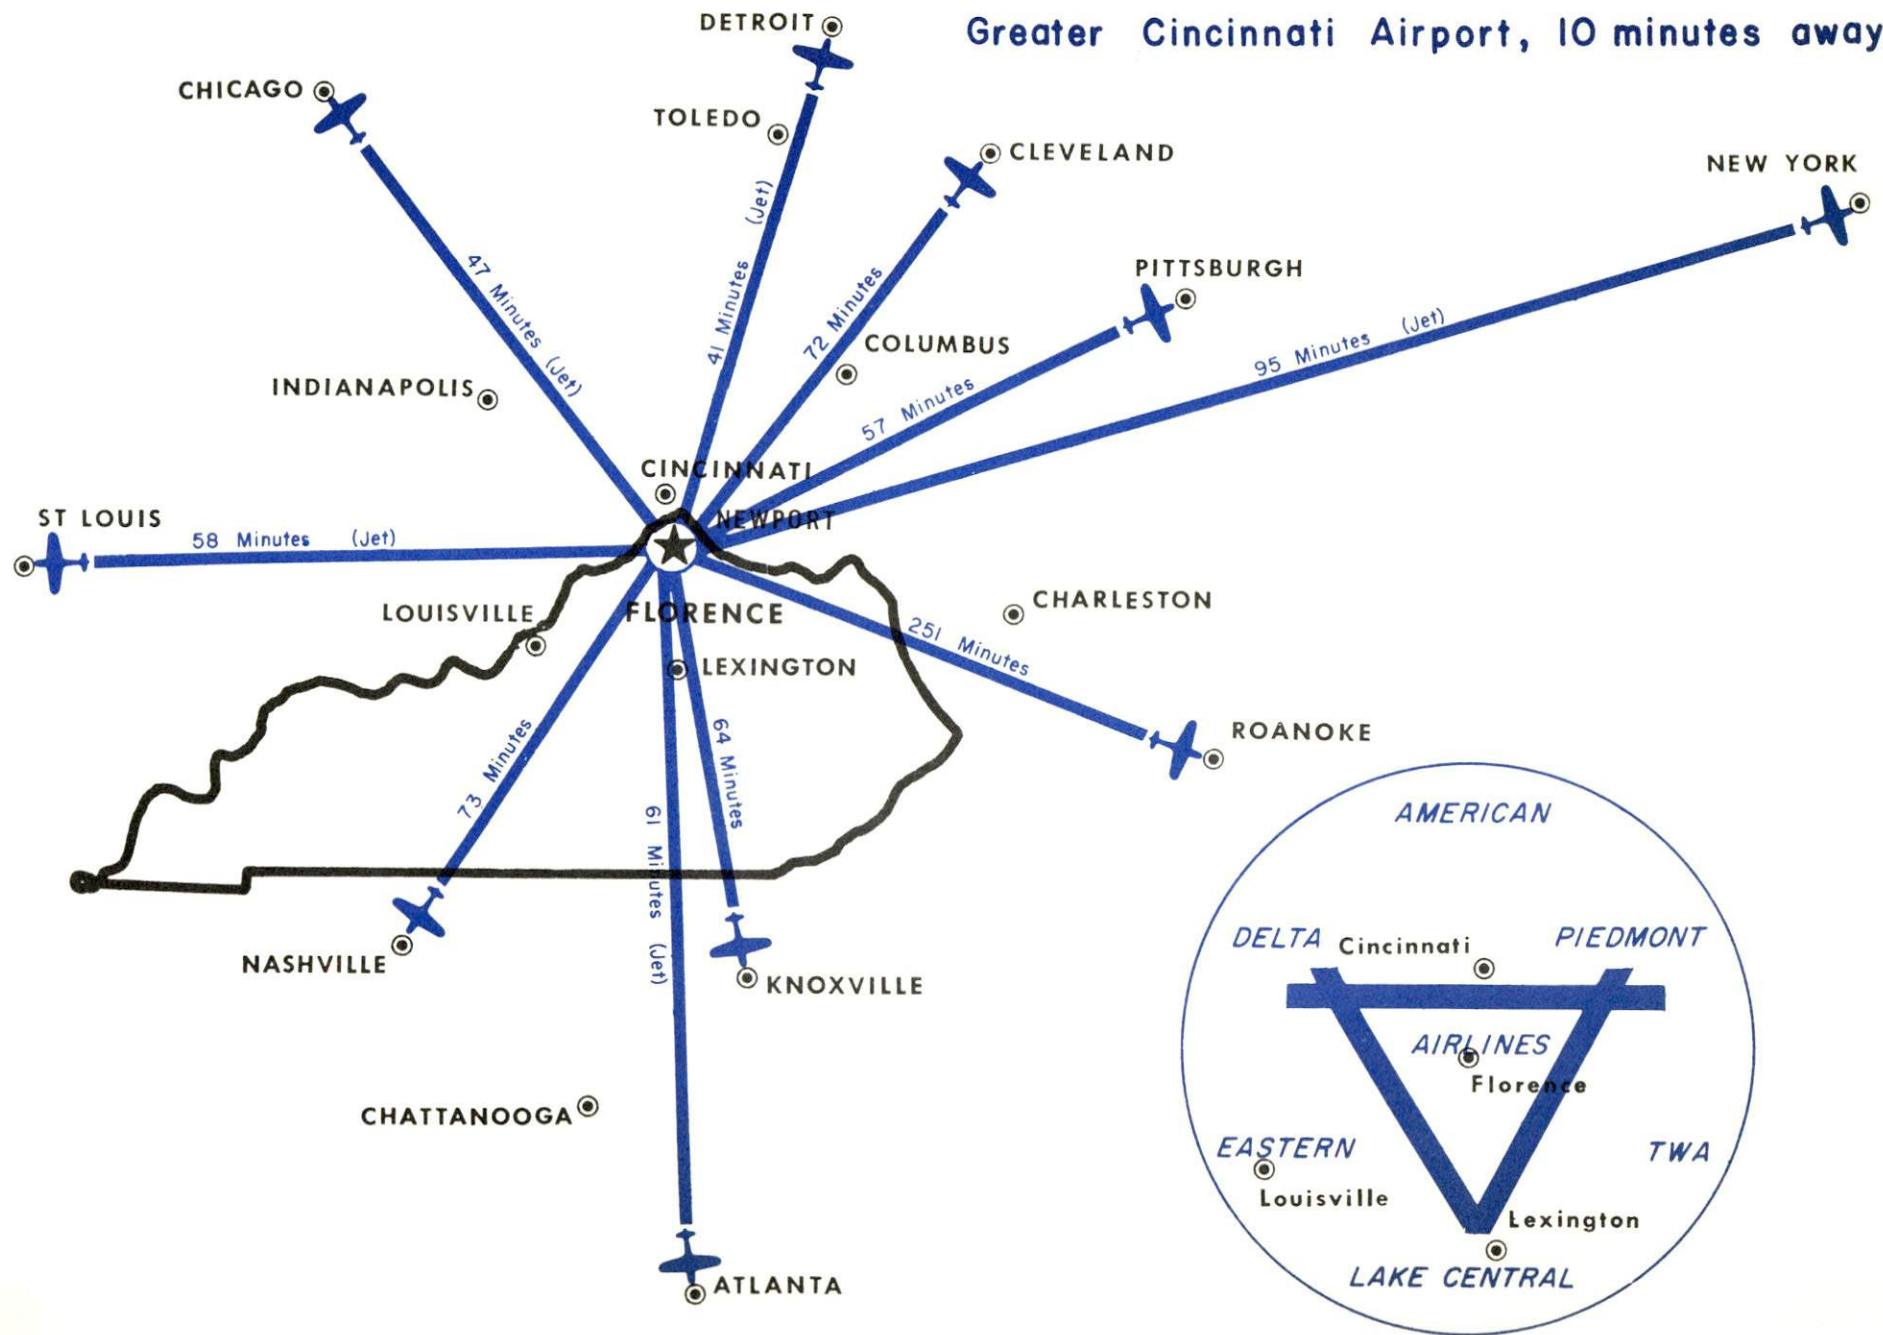 Greater Cincinnati Airport, 10 minutes away
DETROIT
CHICAGO
TOLEDO
CLEVELAND
NEW YORK
PITTSBURGH
COLUMBUS
INDIANAPOLIS
47 Minutes (Jet)
41 Minutes (Jet)
72 Minutes
57 Minutes
95 Minutes (Jet)
CINCINNATI
NEWPORT
ST LOUIS
58 Minutes (Jet)
LOUISVILLE
FLORENCE
CHARLESTON
251 Minutes
LEXINGTON
ROANOKE
73 Minutes
61 Minutes (Jet)
64 Minutes
NASHVILLE
KNOXVILLE
CHATTANOOGA
ATLANTA
AMERICAN
DELTA
Cincinnati
PIEDMONT
AIRLINES
Florence
EASTERN
TWA
Louisville
Lexington
LAKE CENTRAL